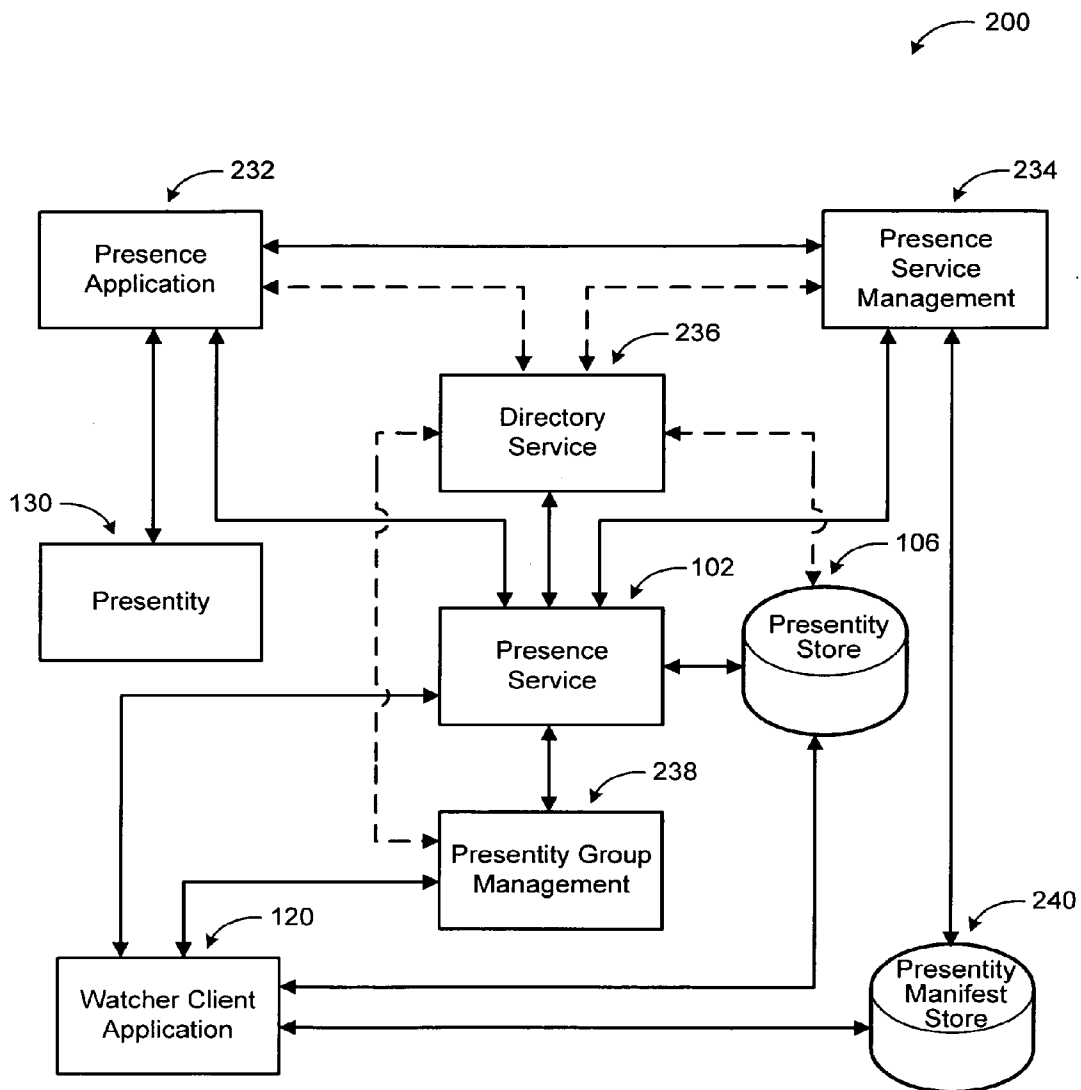 200
232
234
Presence
Application
Presence
Service
Management
236
Directory
Service
130
106
102
Presentity
Presentity
Store
Presence
Service
238
Presentity Group
Management
240
120
Presentity
Manifest
Store
Watcher Client
Application